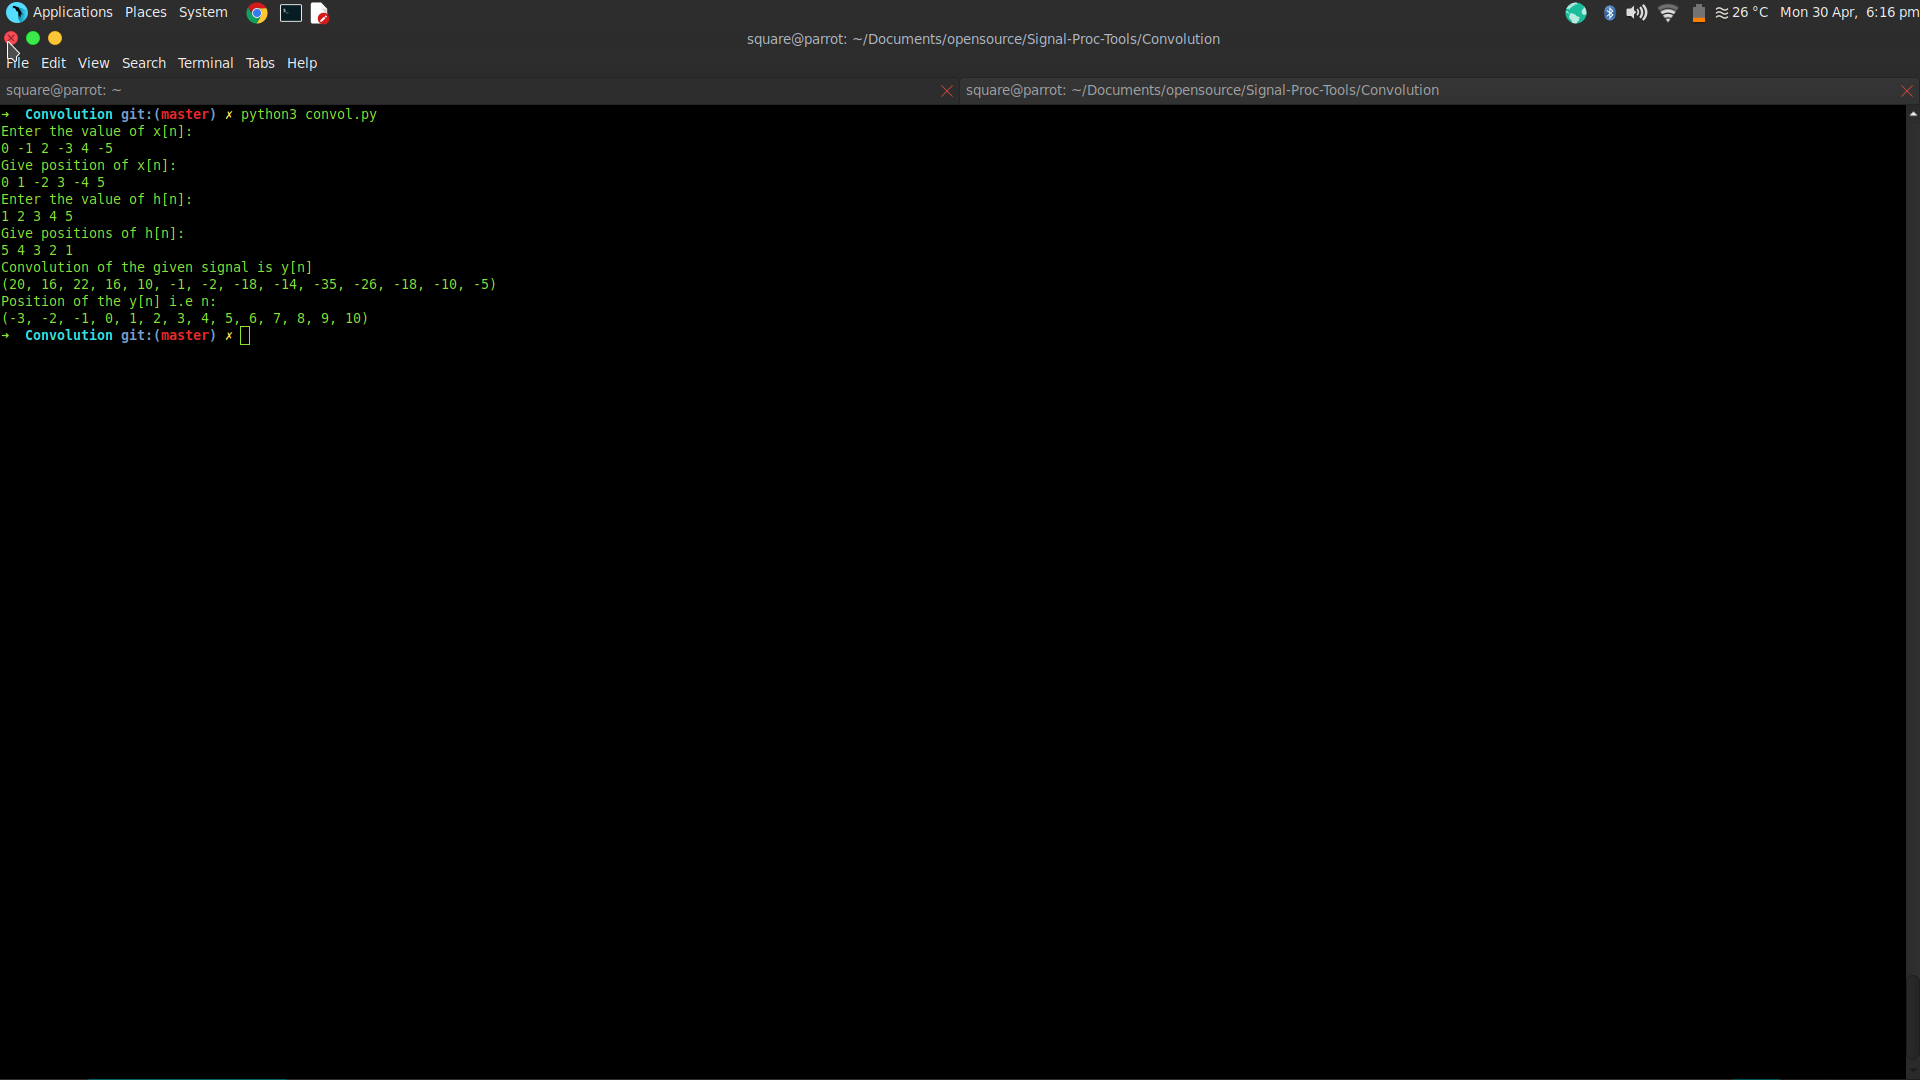 Applications Places System
26 °C Mon 30 Apr, 6:16 pm
square@parrot: ~/Documents/opensource/Signal-Proc-Tools/Convolution
File Edit View Search Terminal Tabs Help
square@parrot: ~ square@parrot: ~/Documents/opensource/Signal-Proc-Tools/Convolution
➜ Convolution git:(master) ✗ python3 convol.py
Enter the value of x[n]:
0 -1 2 -3 4 -5
Give position of x[n]:
0 1 -2 3 -4 5
Enter the value of h[n]:
1 2 3 4 5
Give positions of h[n]:
5 4 3 2 1
Convolution of the given signal is y[n]
(20, 16, 22, 16, 10, -1, -2, -18, -14, -35, -26, -18, -10, -5)
Position of the y[n] i.e n:
(-3, -2, -1, 0, 1, 2, 3, 4, 5, 6, 7, 8, 9, 10)
➜ Convolution git:(master) ✗